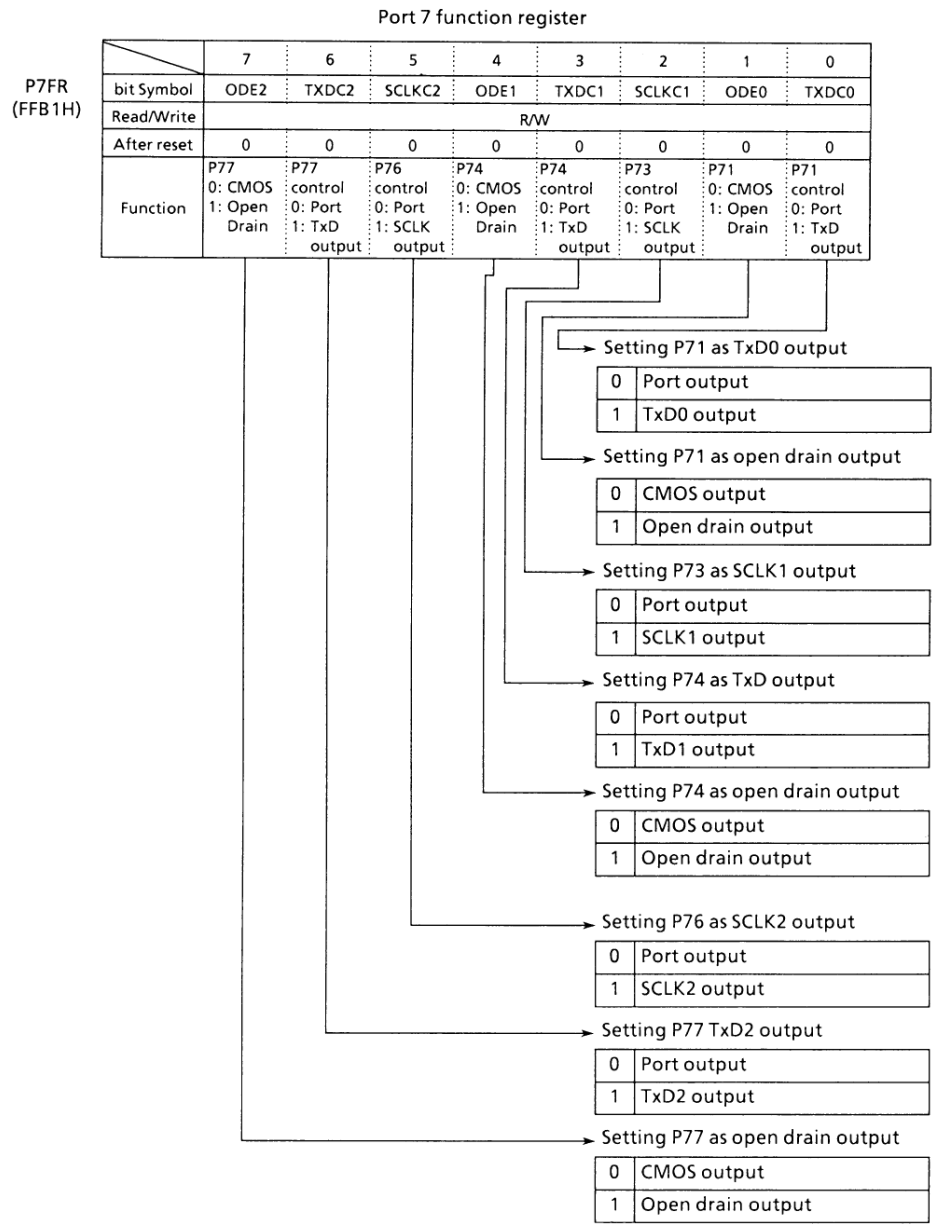 Port 7 function register
7 6 5 4 3 2 1 0
P7FR
(FFB1H)
bit Symbol ODE2 TXDC2 SCLKC2 ODE1 TXDC1 SCLKC1 ODE0 TXDC0
Read/Write R/W
After reset 0 0 0 0 0 0 0 0
Function
P77
0: CMOS
1: Open
Drain
P77
control
0: Port
1: TxD
output
P76
control
0: Port
1: SCLK
output
P74
0: CMOS
1: Open
Drain
P74
control
0: Port
1: TxD
output
P73
control
0: Port
1: SCLK
output
P71
0: CMOS
1: Open
Drain
P71
control
0: Port
1: TxD
output
Setting P71 as TxD0 output
0 Port output
1 TxD0 output
Setting P71 as open drain output
0 CMOS output
1 Open drain output
Setting P73 as SCLK1 output
0 Port output
1 SCLK1 output
Setting P74 as TxD output
0 Port output
1 TxD1 output
Setting P74 as open drain output
0 CMOS output
1 Open drain output
Setting P76 as SCLK2 output
0 Port output
1 SCLK2 output
Setting P77 TxD2 output
0 Port output
1 TxD2 output
Setting P77 as open drain output
0 CMOS output
1 Open drain output